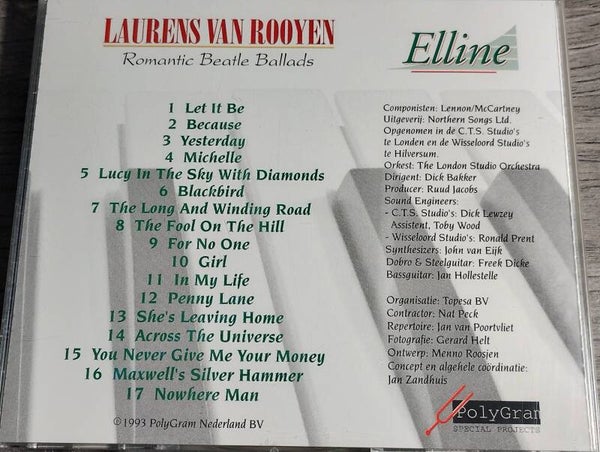 LAURENS VAN ROOYEN
Romantic Beatle Ballads
Elline
1 Let It Be
2 Because
3 Yesterday
4 Michelle
5 Lucy In The Sky With Diamonds
6 Blackbird
7 The Long And Winding Road
8 The Fool On The Hill
9 For No One
10 Girl
11 In My Life
12 Penny Lane
13 She's Leaving Home
14 Across The Universe
15 You Never Give Me Your Money
16 Maxwell's Silver Hammer
17 Nowhere Man
©1993 PolyGram Nederland BV
Componisten: Lennon/McCartney
Uitgeverij: Northern Songs Ltd.
Opgenomen in de C.T.S. Studio's
te Londen en de Wisseloord Studio's
te Hilversum.
Orkest: The London Studio Orchestra
Dirigent: Dick Bakker
Producer: Ruud Jacobs
Sound Engineers:
- C.T.S. Studio's: Dick Lewzey
Assistent, Toby Wood
- Wisseloord Studio's: Ronald Prent
Synthesizers: John van Eijk
Dobro & Steelguitar: Freek Dicke
Bassguitar: Jan Hollestelle
Organisatie: Topesa BV
Contractor: Nat Peck
Repertoire: Jan van Poortvliet
Fotografie: Gerard Helt
Ontwerp: Menno Roosjen
Concept en algehele coördinatie:
Jan Zandhuis
PolyGram
SPECIAL PROJECTS